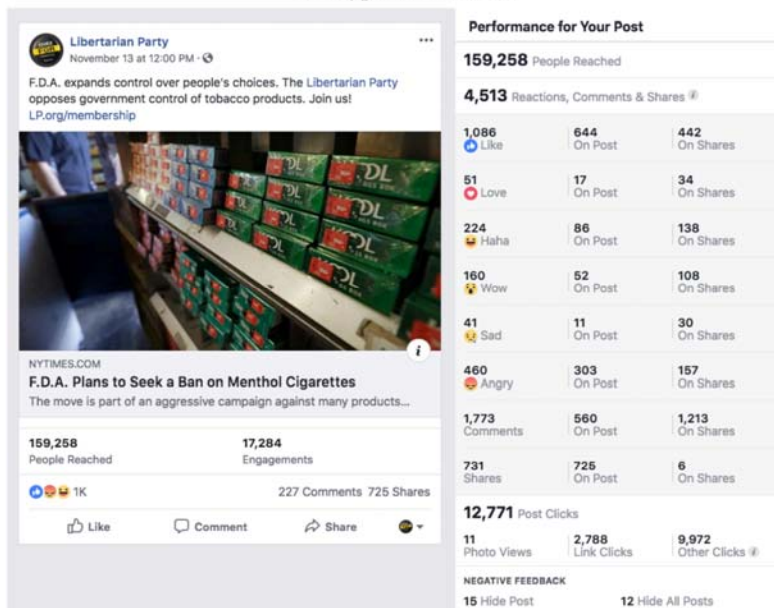 Libertarian Party
November 13 at 12:00 PM ·
F.D.A. expands control over people's choices. The Libertarian Party
opposes government control of tobacco products. Join us!
LP.org/membership
DL
DL
KDL
KDL
NYTIMES.COM
F.D.A. Plans to Seek a Ban on Menthol Cigarettes
The move is part of an aggressive campaign against many products...
159,258 17,284
People Reached Engagements
1K 227 Comments 725 Shares
Like Comment Share
Performance for Your Post
159,258 People Reached
4,513 Reactions, Comments & Shares
1,086 644 442
Like On Post On Shares
51 17 34
Love On Post On Shares
224 86 138
Haha On Post On Shares
160 52 108
Wow On Post On Shares
41 11 30
Sad On Post On Shares
460 303 157
Angry On Post On Shares
1,773 560 1,213
Comments On Post On Shares
731 725 6
Shares On Post On Shares
12,771 Post Clicks
11 2,788 9,972
Photo Views Link Clicks Other Clicks
NEGATIVE FEEDBACK
15 Hide Post 12 Hide All Posts